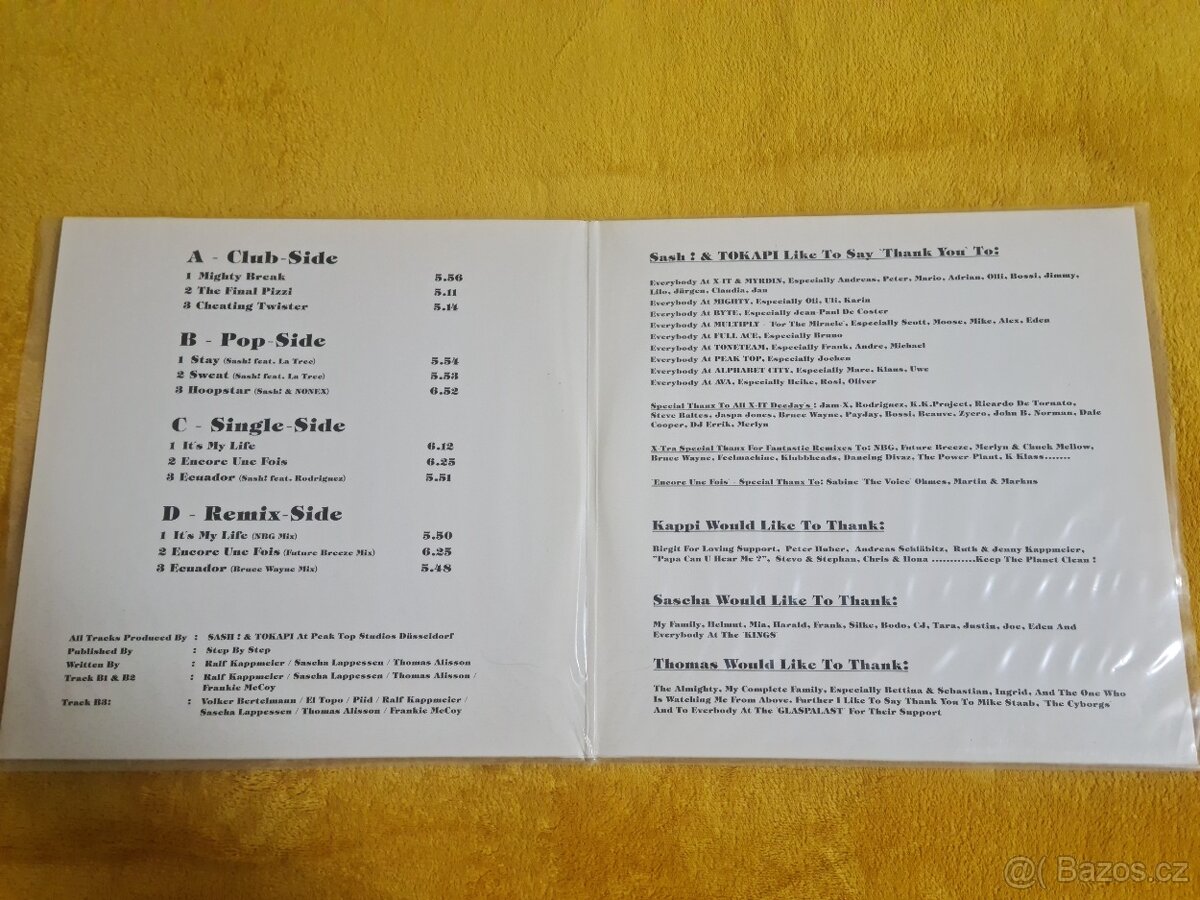 A - Club-Side
1 Mighty Break 5.56
2 The Final Pizzi 5.11
3 Cheating Twister 5.14
B - Pop-Side
1 Stay (Sash! feat. La Trec) 5.54
2 Sweat (Sash! feat. La Trec) 5.53
3 Hoopstar (Sash! & NONEX) 6.52
C - Single-Side
1 It's My Life 6.12
2 Encore Une Fois 6.25
3 Ecuador (Sash! feat. Rodriguez) 5.51
D - Remix-Side
1 It's My Life (NBG Mix) 5.50
2 Encore Une Fois (Future Breeze Mix) 6.25
3 Ecuador (Bruce Wayne Mix) 5.48
All Tracks Produced By : SASH ! & TOKAPI At Peak Top Studios Düsseldorf
Published By : Step By Step
Written By : Ralf Kappmeier / Sascha Lappessen / Thomas Alisson
Track B1 & B2 : Ralf Kappmeier / Sascha Lappessen / Thomas Alisson /
Frankie McCoy
Track B3: : Volker Bertelmann / El Topo / Piid / Ralf Kappmeier /
Sascha Lappessen / Thomas Alisson / Frankie McCoy
Sash ! & TOKAPI Like To Say 'Thank You' To:
Everybody At X-IT & MYRDIN, Especially Andreas, Peter, Mario, Adrian, Olli, Bossi, Jimmy,
Lilo, Jürgen, Claudia, Jan
Everybody At MIGHTY, Especially Oli, Uli, Karin
Everybody At BYTE, Especially Jean-Paul De Coster
Everybody At MULTIPLY - 'For The Miracle', Especially Scott, Moose, Mike, Alex, Eden
Everybody At FULL ACE, Especially Bruno
Everybody At TONETEAM, Especially Frank, Andre, Michael
Everybody At PEAK TOP, Especially Jochen
Everybody At ALPHABET CITY, Especially Marc, Klaus, Uwe
Everybody At AVA, Especially Heike, Rosi, Oliver
Special Thanx To All X-IT DeeJay's ! Jam X, Rodriguez, K.K.Project, Ricardo De Tornato,
Steve Baltes, Jaspa Jones, Bruce Wayne, PayJay, Bossi, Beauve, Zyero, John B. Norman, Dale
Cooper, DJ Errik, Merlyn
X-Tra Special Thanx For Fantastic Remixes To: NBG, Future Breeze, Merlyn & Chuck Mellow,
Bruce Wayne, Feelmachine, Klubbheads, Dancing Divaz, The Power Plant, K Klass.......
'Encore Une Fois' - Special Thanx To: Sabine 'The Voice' Ohmes, Martin & Markus
Kappi Would Like To Thank:
Birgit For Loving Support, Peter Huber, Andreas Schläbitz, Ruth & Jenny Kappmeier,
"Papa Can U Hear Me ?", Stevo & Stephan, Chris & Hona ............Keep The Planet Clean !
Sascha Would Like To Thank:
My Family, Helmut, Mia, Harald, Frank, Silke, Bodo, CJ, Tara, Justin, Joe, Eden And
Everybody At The 'KINGS'
Thomas Would Like To Thank:
The Almighty, My Complete Family, Especially Bettina & Sebastian, Ingrid, And The One Who
Is Watching Me From Above, Further I Like To Say Thank You To Mike Staab, 'The Cyborgs'
And To Everbody At The 'GLASPALAST' For Their Support
@( Bazoš.cz